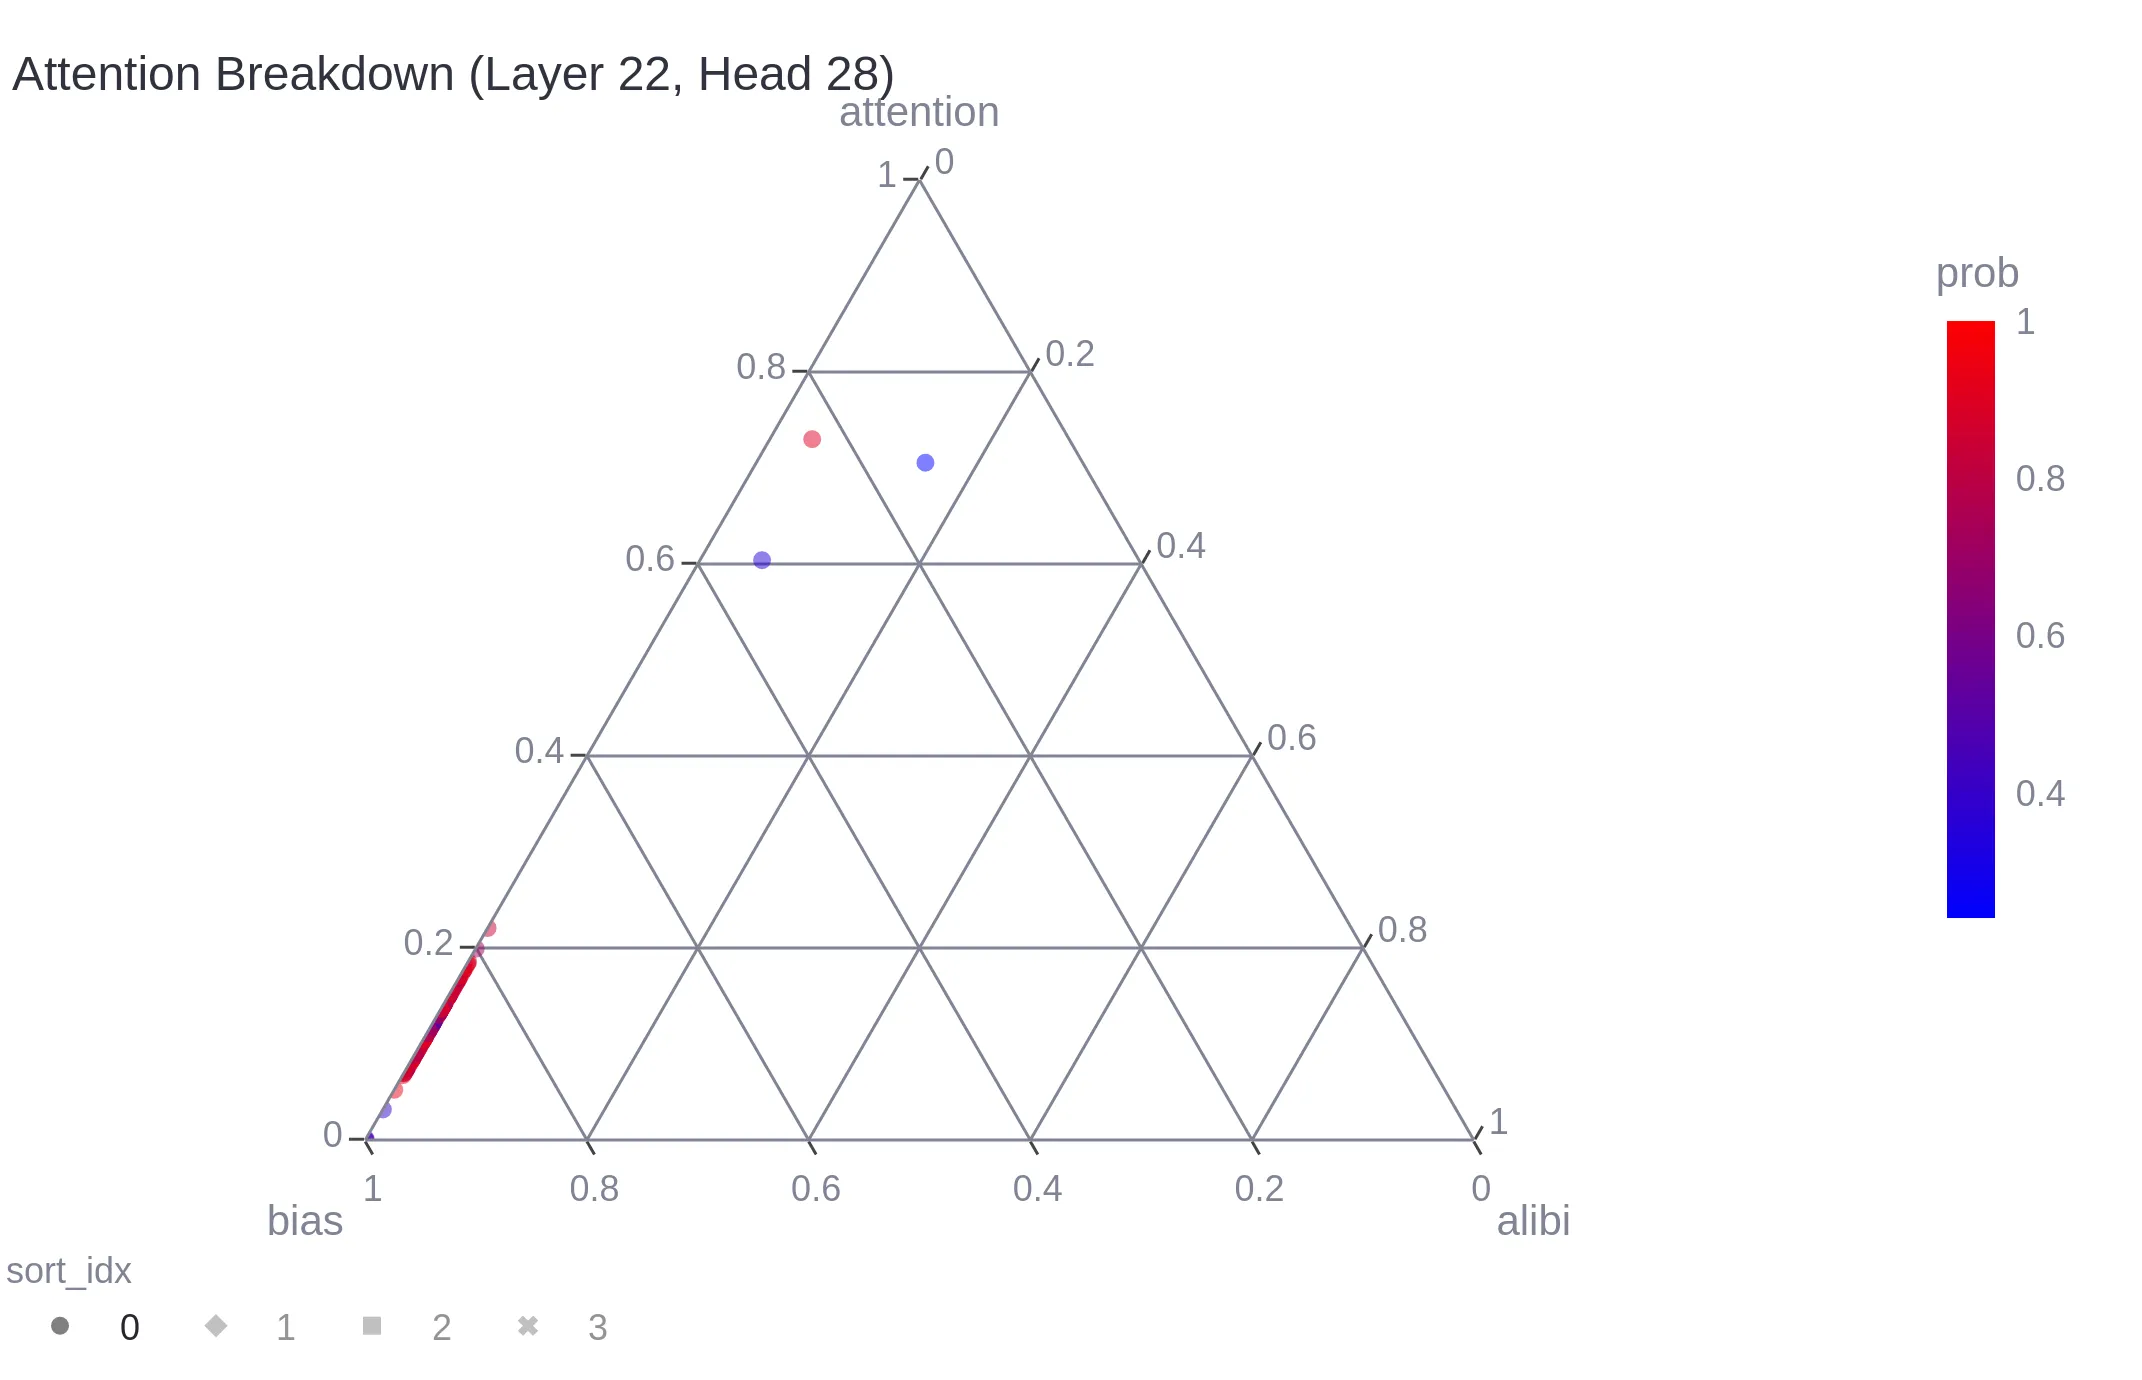 Attention Breakdown (Layer 22, Head 28)
attention
1 0
0.8 0.2
0.6 0.4
0.4 0.6
0.2 0.8
0 1
1 0.8 0.6 0.4 0.2 0
bias alibi
prob
1
0.8
0.6
0.4
sort_idx
0 1 2 3